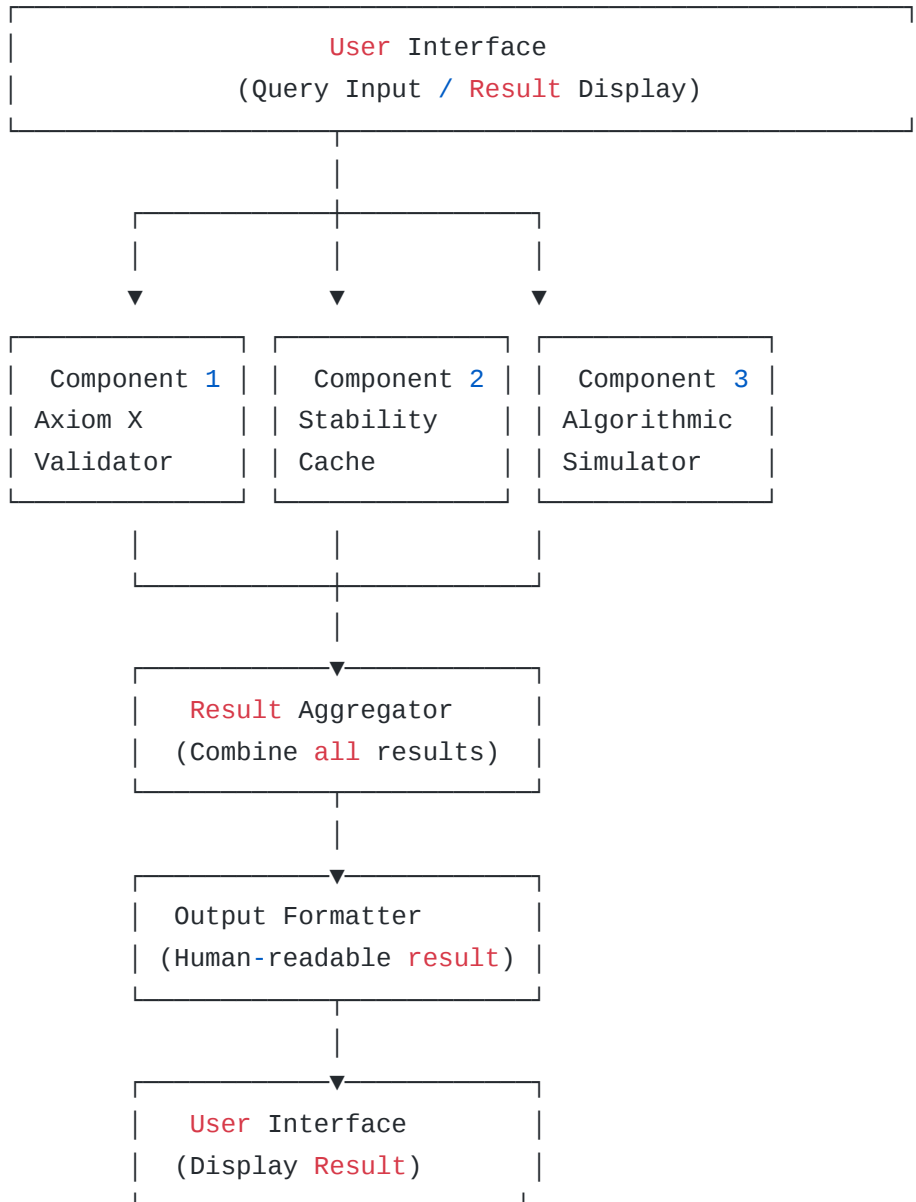 User Interface
(Query Input / Result Display)
Component 1 Component 2 Component 3
Axiom X Stability Algorithmic
Validator Cache Simulator
Result Aggregator
(Combine all results)
Output Formatter
(Human-readable result)
User Interface
(Display Result)